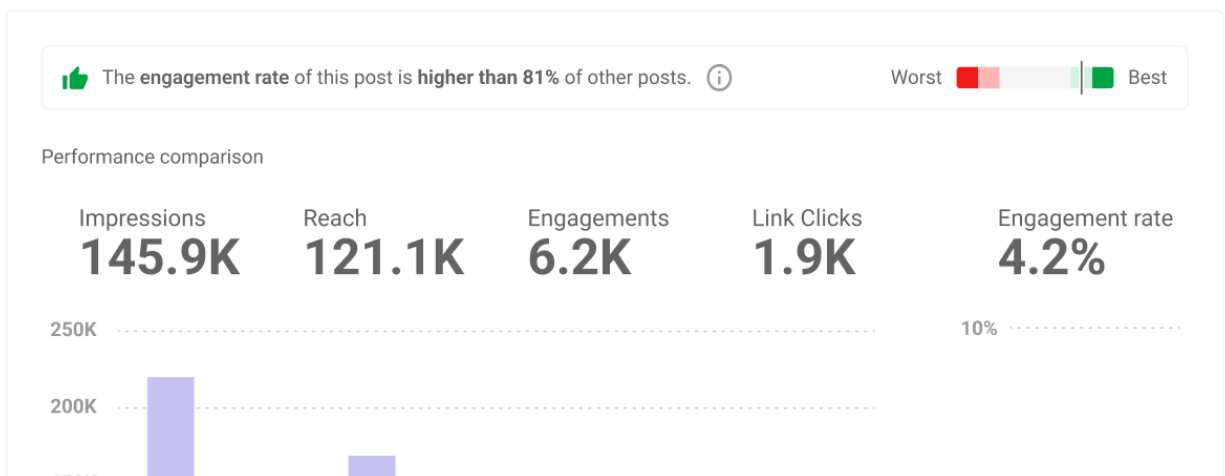 The engagement rate of this post is higher than 81% of other posts. Worst Best
Performance comparison
Impressions Reach Engagements Link Clicks Engagement rate
145.9K 121.1K 6.2K 1.9K 4.2%
250K 10%
200K